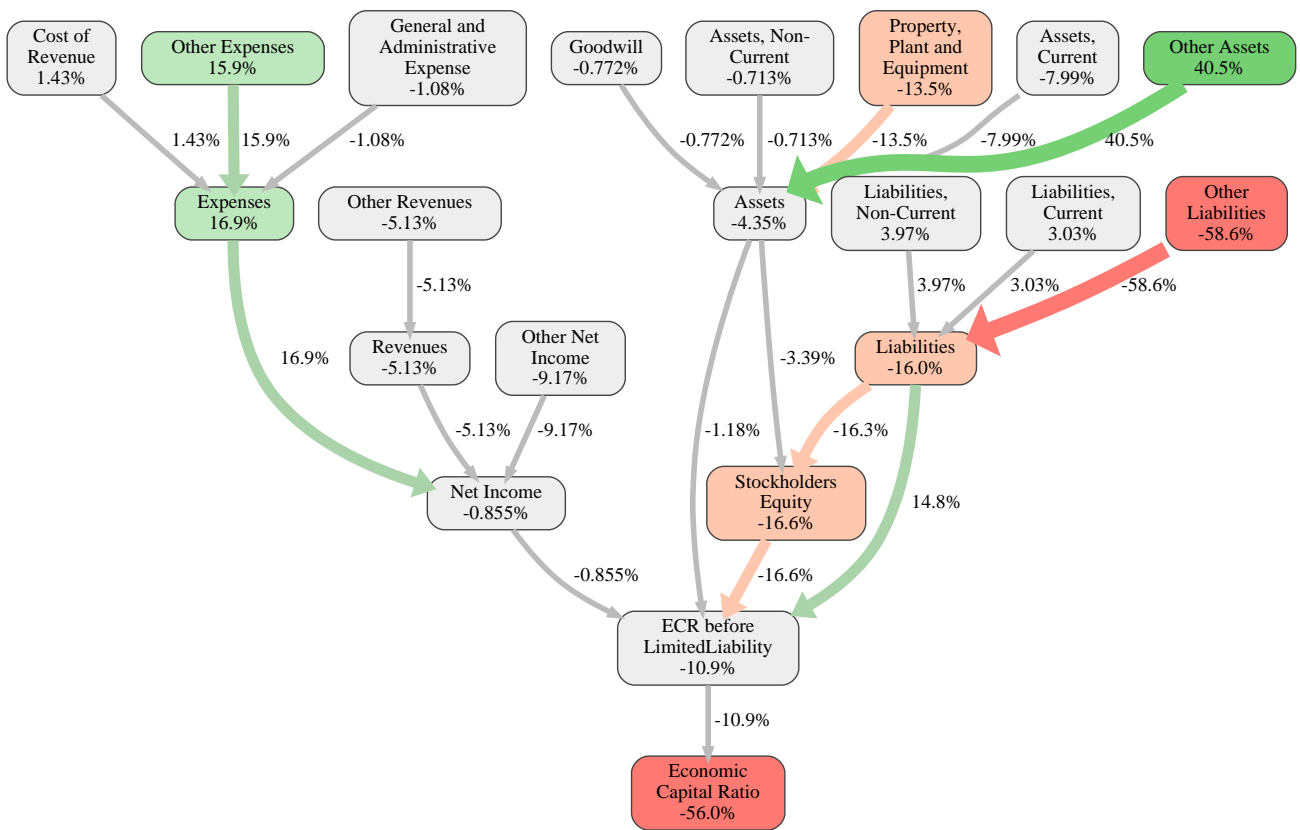 Cost of
Revenue
1.43%
Other Expenses
15.9%
General and
Administrative
Expense
-1.08%
Goodwill
-0.772%
Assets, Non-
Current
-0.713%
Property,
Plant and
Equipment
-13.5%
Assets,
Current
-7.99%
Other Assets
40.5%
1.43%
15.9%
-1.08%
-0.772%
-0.713%
-13.5%
-7.99%
40.5%
Expenses
16.9%
Other Revenues
-5.13%
Assets
-4.35%
Liabilities,
Non-Current
3.97%
Liabilities,
Current
3.03%
Other
Liabilities
-58.6%
-5.13%
3.97%
3.03%
-58.6%
16.9%
Revenues
-5.13%
Other Net
Income
-9.17%
-3.39%
Liabilities
-16.0%
-5.13%
-9.17%
-1.18%
-16.3%
Net Income
-0.855%
Stockholders
Equity
-16.6%
14.8%
-0.855%
-16.6%
ECR before
LimitedLiability
-10.9%
-10.9%
Economic
Capital Ratio
-56.0%